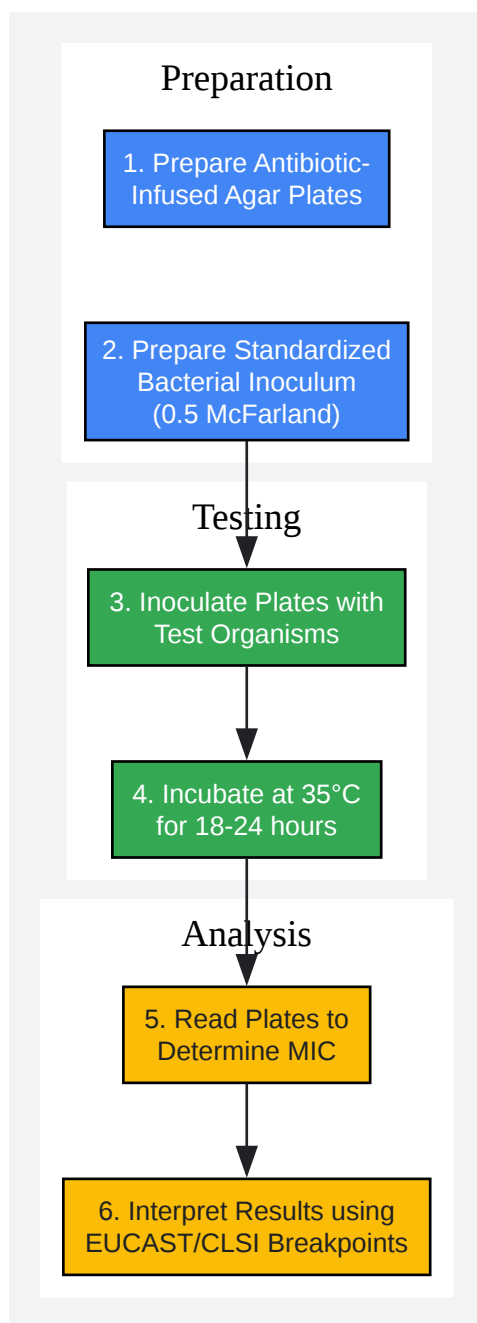 Preparation
1. Prepare Antibiotic-
Infused Agar Plates
2. Prepare Standardized
Bacterial Inoculum
(0.5 McFarland)
Testing
3. Inoculate Plates with
Test Organisms
4. Incubate at 35°C
for 18-24 hours
Analysis
5. Read Plates to
Determine MIC
6. Interpret Results using
EUCAST/CLSI Breakpoints